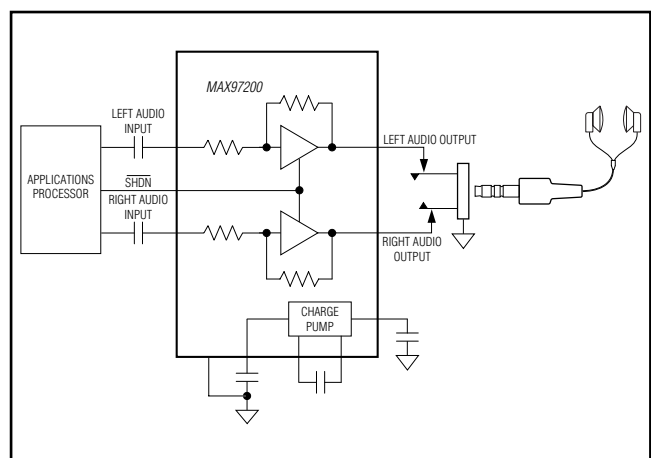 MAX97200
LEFT AUDIO
INPUT
LEFT AUDIO OUTPUT
APPLICATIONS
PROCESSOR
SHDN
RIGHT AUDIO
INPUT
RIGHT AUDIO
OUTPUT
CHARGE
PUMP